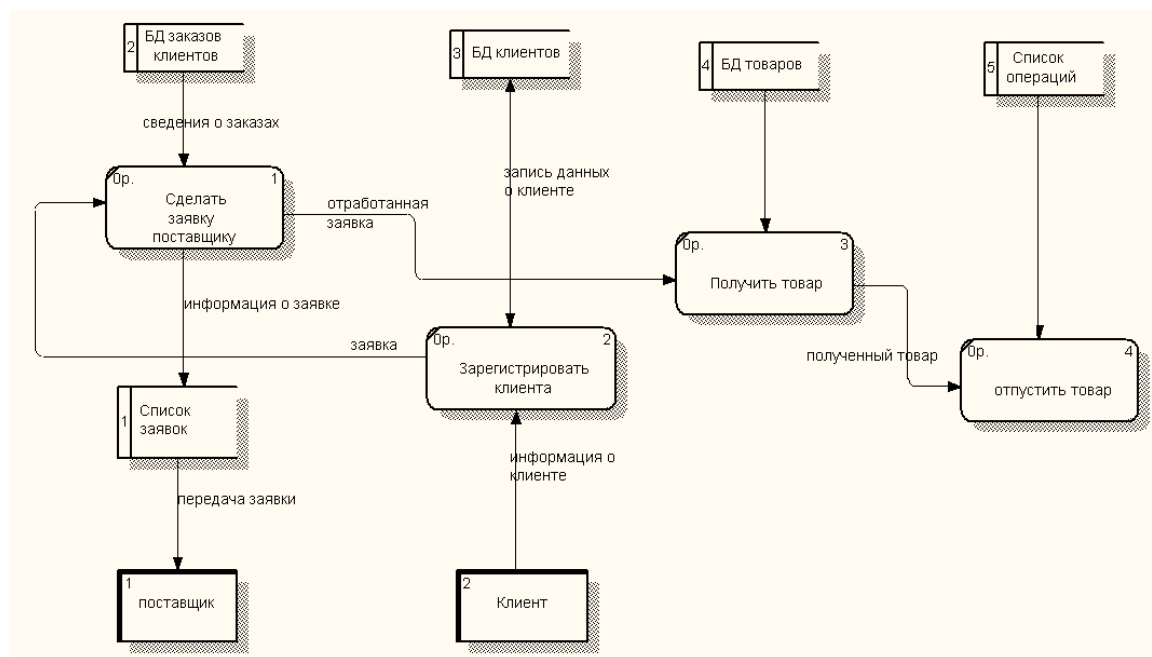 2
БД заказов
клиентов
3
БД клиентов
4
БД товаров
5
Список
операций
сведения о заказах
0р.
1
Сделать
заявку
поставщику
запись данных
о клиенте
отработанная
заявка
0р.
3
Получить товар
информация о заявке
заявка
0р.
2
Зарегистрировать
клиента
полученный товар
0р.
4
отпустить товар
1
Список
заявок
информация о
клиенте
передача заявки
1
поставщик
2
Клиент